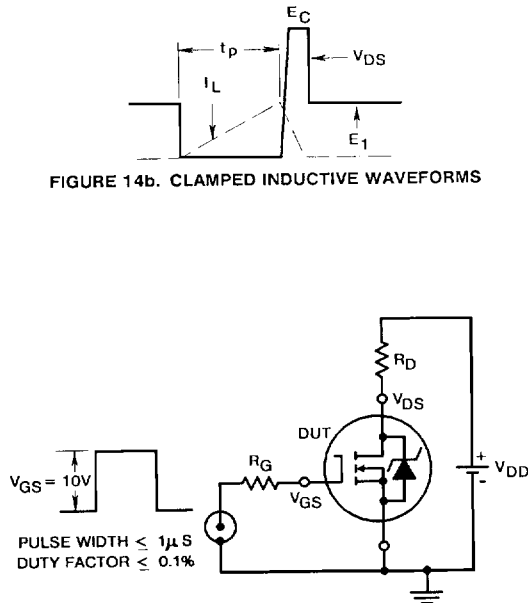 E_C
t_p
V_DS
I_L
E_1
FIGURE 14b. CLAMPED INDUCTIVE WAVEFORMS
R_D
V_DS
DUT
R_G
V_GS = 10V
V_GS
+
V_DD
-
PULSE WIDTH ≤ 1μS
DUTY FACTOR ≤ 0.1%